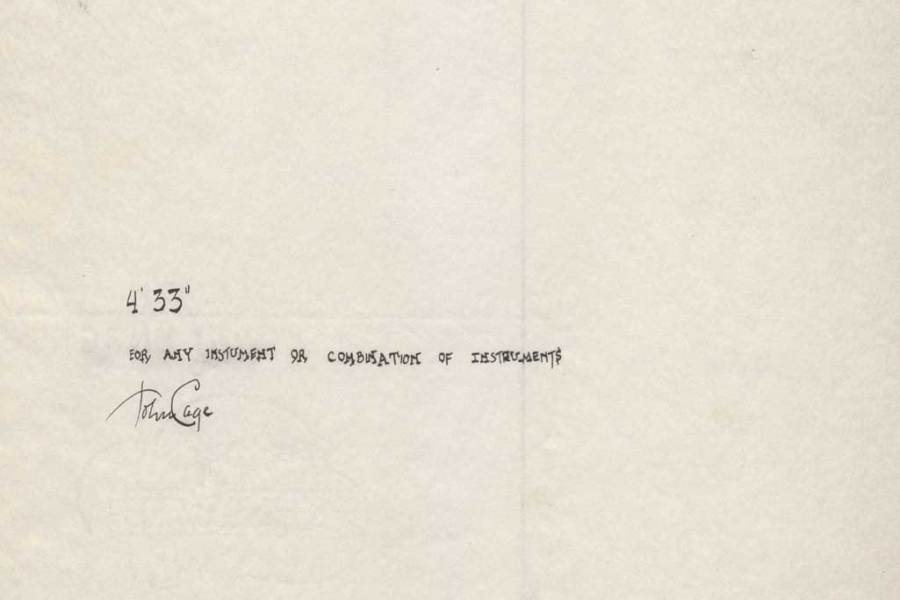 4' 33"
FOR ANY INSTUMENT OR COMBINATION OF INSTRUMENTS
John Cage